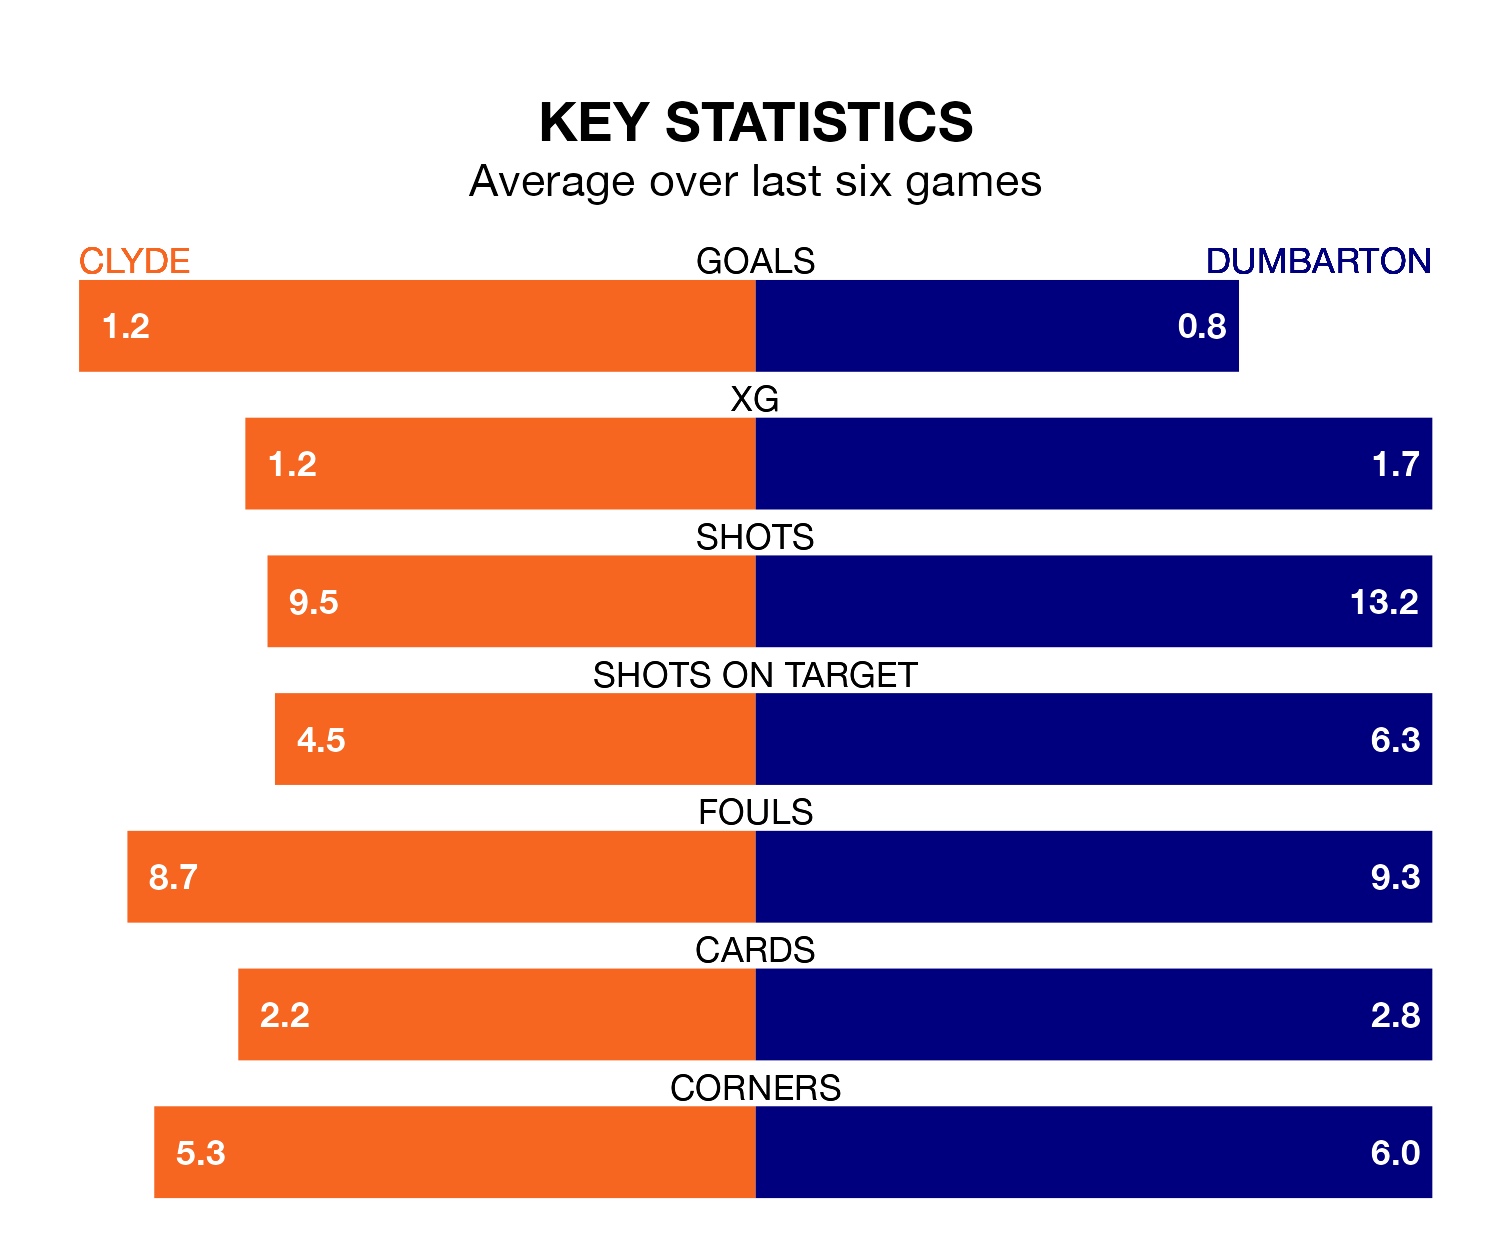 KEY STATISTICS
Average over last six games
CLYDE GOALS DUMBARTON
1.2 0.8
XG
1.2 1.7
SHOTS
9.5 13.2
SHOTS ON TARGET
4.5 6.3
FOULS
8.7 9.3
CARDS
2.2 2.8
CORNERS
5.3 6.0